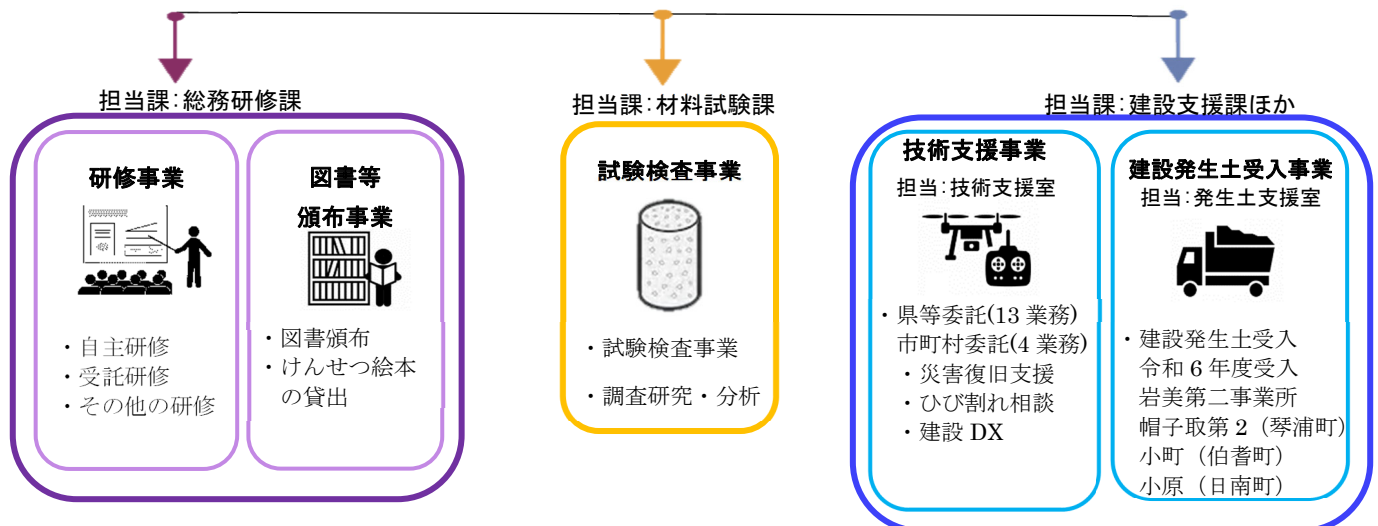 担当課：総務研修課
研修事業
・自主研修
・受託研修
・その他の研修
図書等
頒布事業
・図書頒布
・けんせつ絵本
の貸出
担当課：材料試験課
試験検査事業
・試験検査事業
・調査研究・分析
担当課：建設支援課ほか
技術支援事業
担当：技術支援室
・県等委託(13 業務)
市町村委託(4 業務)
・災害復旧支援
・ひび割れ相談
・建設 DX
建設発生土受入事業
担当：発生土支援室
・建設発生土受入
令和 6 年度受入
岩美第二事業所
帽子取第 2（琴浦町）
小町（伯耆町）
小原（日南町）